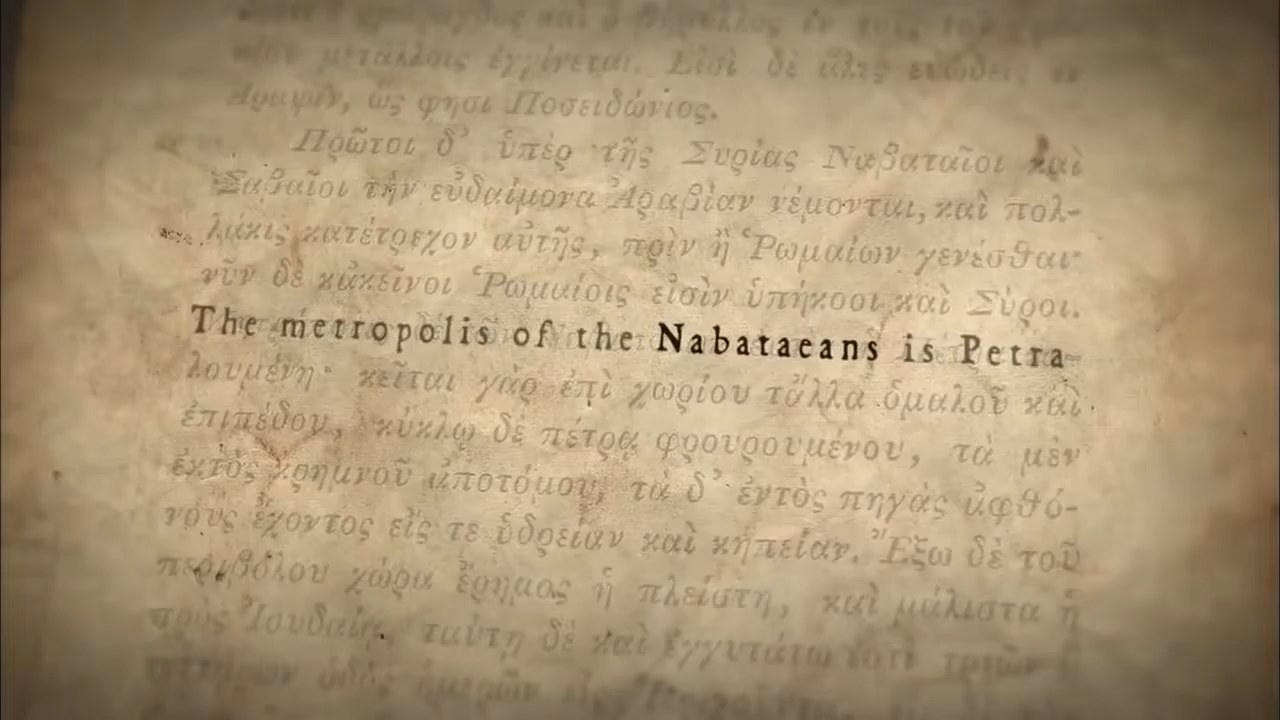 μετάλλοις ἐγγίνεται. Εἰσὶ δὲ ἅλες εὐώδεις ἐν
Ἄραψιν, ὥς φησι Ποσειδώνιος.
Πρῶτοι δ' ὑπὲρ τῆς Συρίας Ναβαταῖοι καὶ
Σαβαῖοι τὴν εὐδαίμονα Ἀραβίαν νέμονται, καὶ πολ-
λάκις κατέτρεχον αὐτῆς, πρὶν ἢ Ῥωμαίων γενέσθαι·
νῦν δὲ κἀκεῖνοι Ῥωμαίοις εἰσὶν ὑπήκοοι καὶ Σύροι.
The metropolis of the Nabataeans is Petra
λουμένη· κεῖται γὰρ ἐπὶ χωρίου τἄλλα ὁμαλοῦ καὶ
ἐπιπέδου, κύκλῳ δὲ πέτρᾳ φρουρουμένου, τὰ μὲν
ἐκτὸς κρημνοῦ ἀποτόμου, τὰ δ' ἐντὸς πηγὰς ἀφθό-
νους ἔχοντος εἴς τε ὑδρείαν καὶ κηπείαν. Ἔξω δὲ τοῦ
περιβόλου χώρα ἔρημος ἡ πλείστη, καὶ μάλιστα ἡ
πρὸς Ἰουδαίᾳ. ταύτῃ δὲ καὶ ἐγγυτάτω ἐστὶ τριῶν
ὁδὸς ἡμερῶν εἰς